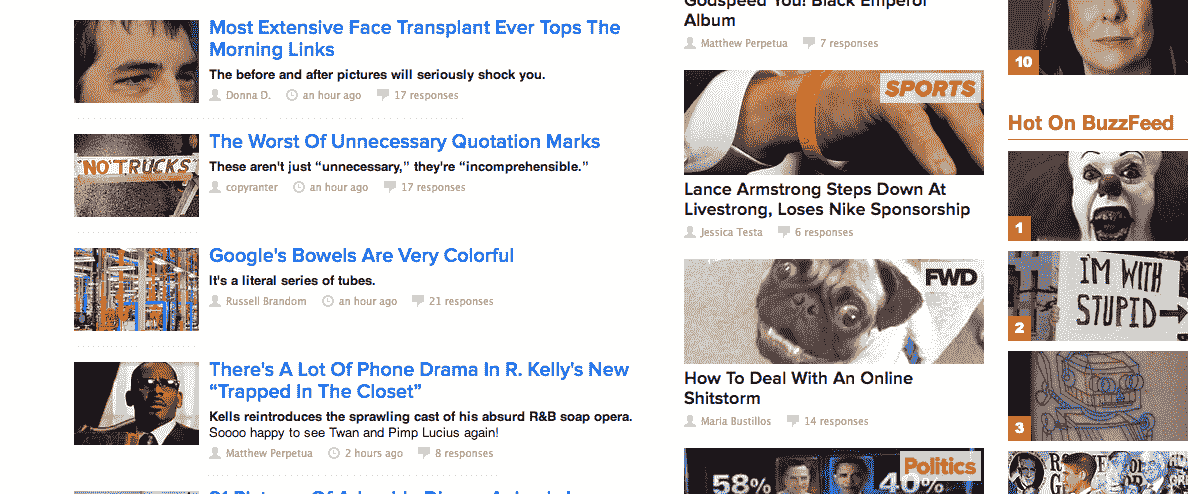 Most Extensive Face Transplant Ever Tops The
Morning Links
The before and after pictures will seriously shock you.
Donna D. an hour ago 17 responses
"NO" TRUCKS
The Worst Of Unnecessary Quotation Marks
These aren't just “unnecessary,” they're “incomprehensible.”
copyranter an hour ago 17 responses
Google's Bowels Are Very Colorful
It's a literal series of tubes.
Russell Brandom an hour ago 21 responses
There's A Lot Of Phone Drama In R. Kelly's New
“Trapped In The Closet”
Kells reintroduces the sprawling cast of his absurd R&B soap opera.
Soooo happy to see Twan and Pimp Lucius again!
Matthew Perpetua 2 hours ago 8 responses
Godspeed You! Black Emperor
Album
Matthew Perpetua 7 responses
SPORTS
Lance Armstrong Steps Down At
Livestrong, Loses Nike Sponsorship
Jessica Testa 6 responses
FWD
How To Deal With An Online
Shitstorm
Maria Bustillos 14 responses
Politics
58% 40%
10
Hot On BuzzFeed
1
I'M WITH
STUPID
2
3